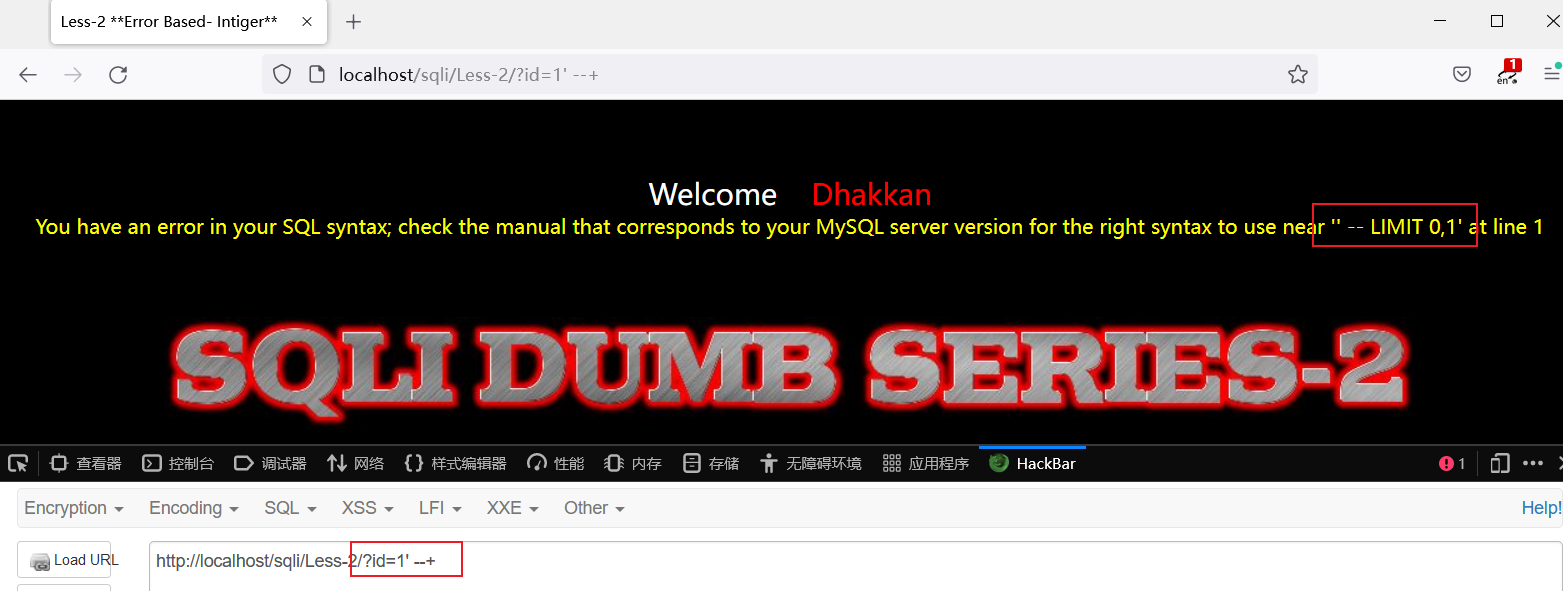 Less-2 **Error Based- Intiger**
localhost/sqli/Less-2/?id=1' --+
1
en
Welcome Dhakkan
You have an error in your SQL syntax; check the manual that corresponds to your MySQL server version for the right syntax to use near '' -- LIMIT 0,1' at line 1
SQLI DUMB SERIES-2
查看器 控制台 调试器 网络 样式编辑器 性能 内存 存储 无障碍环境 应用程序 HackBar 1
Encryption Encoding SQL XSS LFI XXE Other Help!
Load URL http://localhost/sqli/Less-2/?id=1' --+